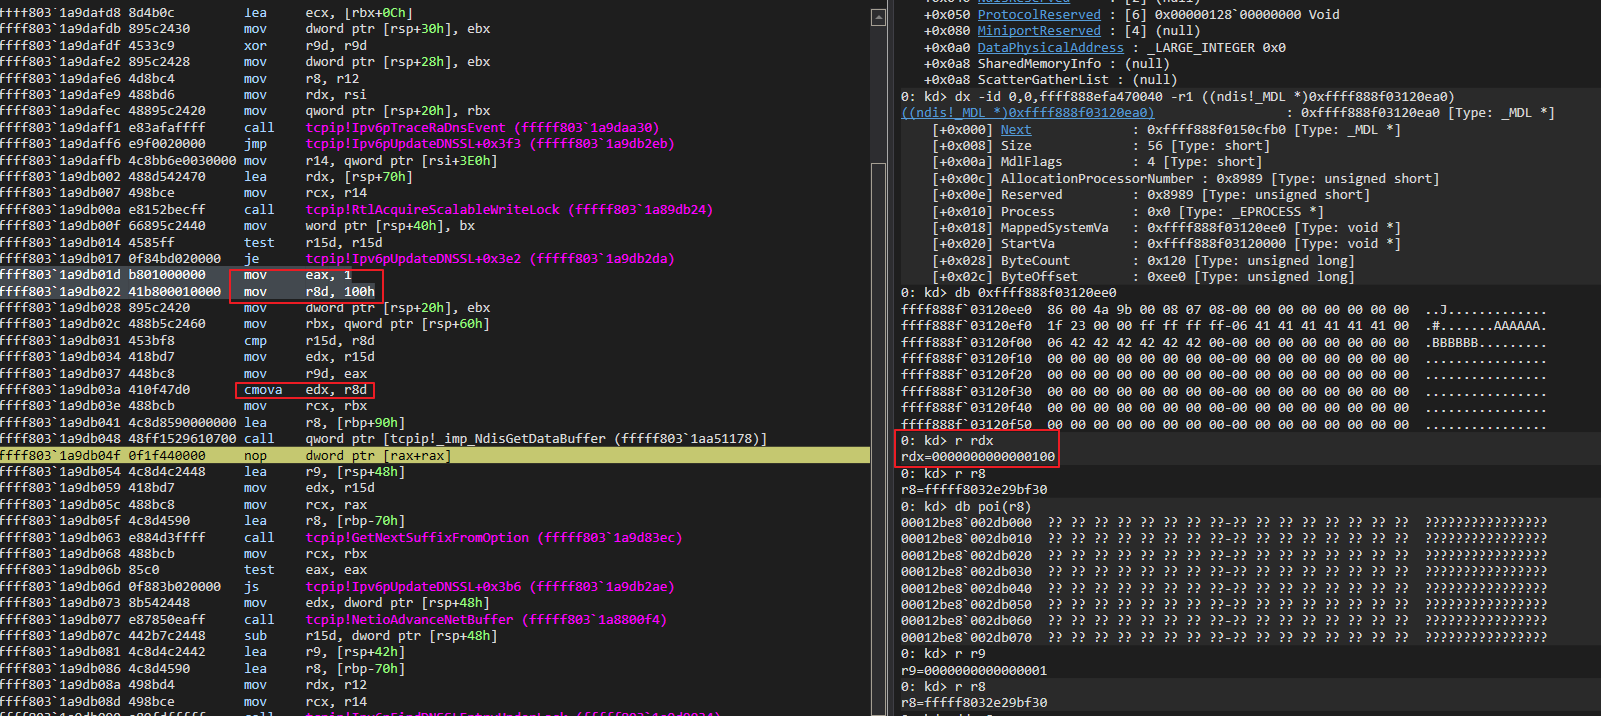 ffff803`1a9dafd8 8d4b0c lea ecx, [rbx+0Ch]
ffff803`1a9dafdb 895c2430 mov dword ptr [rsp+30h], ebx
ffff803`1a9dafdf 4533c9 xor r9d, r9d
ffff803`1a9dafe2 895c2428 mov dword ptr [rsp+28h], ebx
ffff803`1a9dafe6 4d8bc4 mov r8, r12
ffff803`1a9dafe9 488bd6 mov rdx, rsi
ffff803`1a9dafec 48895c2420 mov qword ptr [rsp+20h], rbx
ffff803`1a9daff1 e83afaffff call tcpip!Ipv6pTraceRaDnsEvent (fffff803`1a9daa30)
ffff803`1a9daff6 e9f0020000 jmp tcpip!Ipv6pUpdateDNSSL+0x3f3 (fffff803`1a9db2eb)
ffff803`1a9daffb 4c8bb6e0030000 mov r14, qword ptr [rsi+3E0h]
ffff803`1a9db002 488d542470 lea rdx, [rsp+70h]
ffff803`1a9db007 498bce mov rcx, r14
ffff803`1a9db00a e8152becff call tcpip!RtlAcquireScalableWriteLock (fffff803`1a89db24)
ffff803`1a9db00f 66895c2440 mov word ptr [rsp+40h], bx
ffff803`1a9db014 4585ff test r15d, r15d
ffff803`1a9db017 0f84bd020000 je tcpip!Ipv6pUpdateDNSSL+0x3e2 (fffff803`1a9db2da)
ffff803`1a9db01d b801000000 mov eax, 1
ffff803`1a9db022 41b800010000 mov r8d, 100h
ffff803`1a9db028 895c2420 mov dword ptr [rsp+20h], ebx
ffff803`1a9db02c 488b5c2460 mov rbx, qword ptr [rsp+60h]
ffff803`1a9db031 453bf8 cmp r15d, r8d
ffff803`1a9db034 418bd7 mov edx, r15d
ffff803`1a9db037 448bc8 mov r9d, eax
ffff803`1a9db03a 410f47d0 cmova edx, r8d
ffff803`1a9db03e 488bcb mov rcx, rbx
ffff803`1a9db041 4c8d8590000000 lea r8, [rbp+90h]
ffff803`1a9db048 48ff1529610700 call qword ptr [tcpip!_imp_NdisGetDataBuffer (fffff803`1aa51178)]
ffff803`1a9db04f 0f1f440000 nop dword ptr [rax+rax]
ffff803`1a9db054 4c8d4c2448 lea r9, [rsp+48h]
ffff803`1a9db059 418bd7 mov edx, r15d
ffff803`1a9db05c 488bc8 mov rcx, rax
ffff803`1a9db05f 4c8d4590 lea r8, [rbp-70h]
ffff803`1a9db063 e884d3ffff call tcpip!GetNextSuffixFromOption (fffff803`1a9d83ec)
ffff803`1a9db068 488bcb mov rcx, rbx
ffff803`1a9db06b 85c0 test eax, eax
ffff803`1a9db06d 0f883b020000 js tcpip!Ipv6pUpdateDNSSL+0x3b6 (fffff803`1a9db2ae)
ffff803`1a9db073 8b542448 mov edx, dword ptr [rsp+48h]
ffff803`1a9db077 e87850eaff call tcpip!NetioAdvanceNetBuffer (fffff803`1a8800f4)
ffff803`1a9db07c 442b7c2448 sub r15d, dword ptr [rsp+48h]
ffff803`1a9db081 4c8d4c2442 lea r9, [rsp+42h]
ffff803`1a9db086 4c8d4590 lea r8, [rbp-70h]
ffff803`1a9db08a 498bd4 mov rdx, r12
ffff803`1a9db08d 498bce mov rcx, r14
+0x050 ProtocolReserved : [6] 0x00000128`00000000 Void
+0x080 MiniportReserved : [4] (null)
+0x0a0 DataPhysicalAddress : _LARGE_INTEGER 0x0
+0x0a8 SharedMemoryInfo : (null)
+0x0a8 ScatterGatherList : (null)
0: kd> dx -id 0,0,ffff888efa470040 -r1 ((ndis!_MDL *)0xffff888f03120ea0)
((ndis!_MDL *)0xffff888f03120ea0) : 0xffff888f03120ea0 [Type: _MDL *]
[+0x000] Next : 0xffff888f0150cfb0 [Type: _MDL *]
[+0x008] Size : 56 [Type: short]
[+0x00a] MdlFlags : 4 [Type: short]
[+0x00c] AllocationProcessorNumber : 0x8989 [Type: unsigned short]
[+0x00e] Reserved : 0x8989 [Type: unsigned short]
[+0x010] Process : 0x0 [Type: _EPROCESS *]
[+0x018] MappedSystemVa : 0xffff888f03120ee0 [Type: void *]
[+0x020] StartVa : 0xffff888f03120000 [Type: void *]
[+0x028] ByteCount : 0x120 [Type: unsigned long]
[+0x02c] ByteOffset : 0xee0 [Type: unsigned long]
0: kd> db 0xffff888f03120ee0
ffff888f`03120ee0 86 00 4a 9b 00 08 07 08-00 00 00 00 00 00 00 00 ..J.............
ffff888f`03120ef0 1f 23 00 00 ff ff ff ff-06 41 41 41 41 41 41 00 .#.......AAAAAA.
ffff888f`03120f00 06 42 42 42 42 42 42 00-00 00 00 00 00 00 00 00 .BBBBBB.........
ffff888f`03120f10 00 00 00 00 00 00 00 00-00 00 00 00 00 00 00 00 ................
ffff888f`03120f20 00 00 00 00 00 00 00 00-00 00 00 00 00 00 00 00 ................
ffff888f`03120f30 00 00 00 00 00 00 00 00-00 00 00 00 00 00 00 00 ................
ffff888f`03120f40 00 00 00 00 00 00 00 00-00 00 00 00 00 00 00 00 ................
ffff888f`03120f50 00 00 00 00 00 00 00 00-00 00 00 00 00 00 00 00 ................
0: kd> r rdx
rdx=0000000000000100
0: kd> r r8
r8=fffff8032e29bf30
0: kd> db poi(r8)
00012be8`002db000 ?? ?? ?? ?? ?? ?? ?? ??-?? ?? ?? ?? ?? ?? ?? ?? ????????????????
00012be8`002db010 ?? ?? ?? ?? ?? ?? ?? ??-?? ?? ?? ?? ?? ?? ?? ?? ????????????????
00012be8`002db020 ?? ?? ?? ?? ?? ?? ?? ??-?? ?? ?? ?? ?? ?? ?? ?? ????????????????
00012be8`002db030 ?? ?? ?? ?? ?? ?? ?? ??-?? ?? ?? ?? ?? ?? ?? ?? ????????????????
00012be8`002db040 ?? ?? ?? ?? ?? ?? ?? ??-?? ?? ?? ?? ?? ?? ?? ?? ????????????????
00012be8`002db050 ?? ?? ?? ?? ?? ?? ?? ??-?? ?? ?? ?? ?? ?? ?? ?? ????????????????
00012be8`002db060 ?? ?? ?? ?? ?? ?? ?? ??-?? ?? ?? ?? ?? ?? ?? ?? ????????????????
00012be8`002db070 ?? ?? ?? ?? ?? ?? ?? ??-?? ?? ?? ?? ?? ?? ?? ?? ????????????????
0: kd> r r9
r9=0000000000000001
0: kd> r r8
r8=fffff8032e29bf30